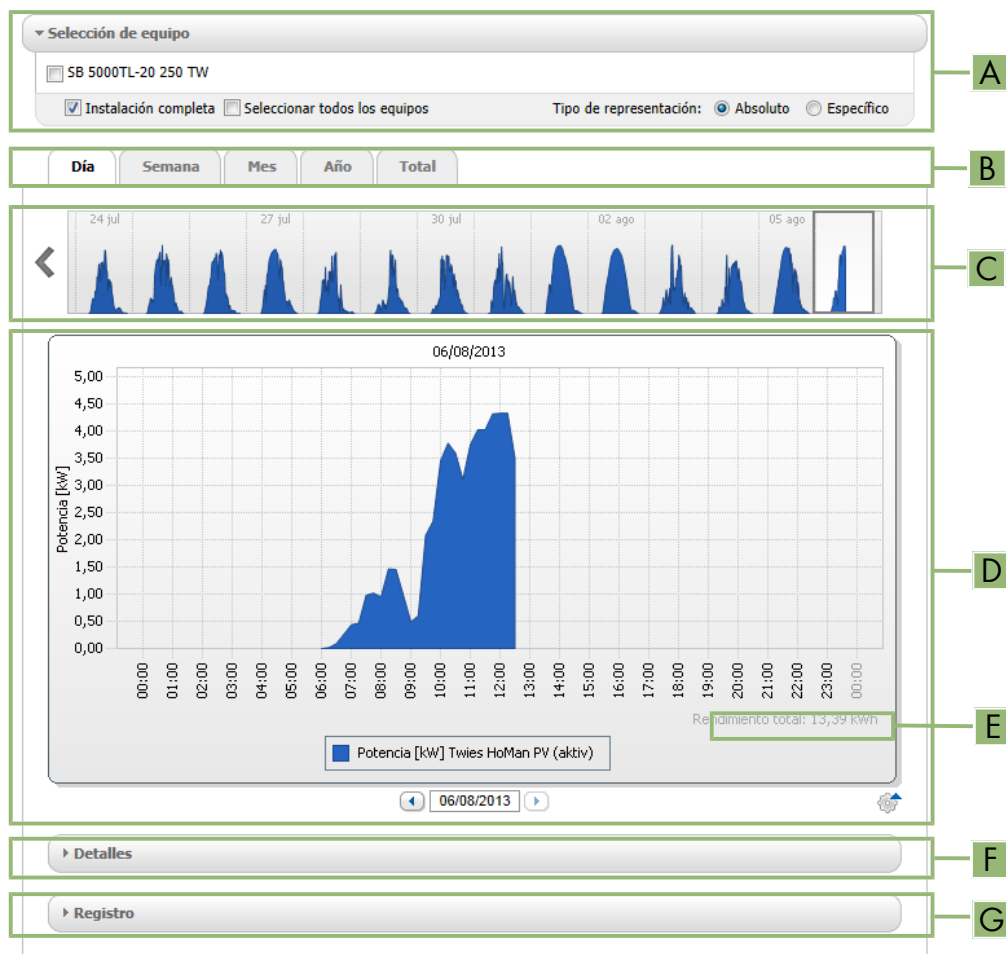 Selección de equipo
SB 5000TL-20 250 TW
Instalación completa Seleccionar todos los equipos Tipo de representación: Absoluto Específico
A
Día Semana Mes Año Total
B
24 jul 27 jul 30 jul 02 ago 05 ago
C
06/08/2013
Potencia [kW]
5,00
4,50
4,00
3,50
3,00
2,50
2,00
1,50
1,00
0,50
0,00
00:00 01:00 02:00 03:00 04:00 05:00 06:00 07:00 08:00 09:00 10:00 11:00 12:00 13:00 14:00 15:00 16:00 17:00 18:00 19:00 20:00 21:00 22:00 23:00 00:00
D
Rendimiento total: 13,39 kWh
E
Potencia [kW] Twies HoMan PV (aktiv)
06/08/2013
Detalles
F
Registro
G